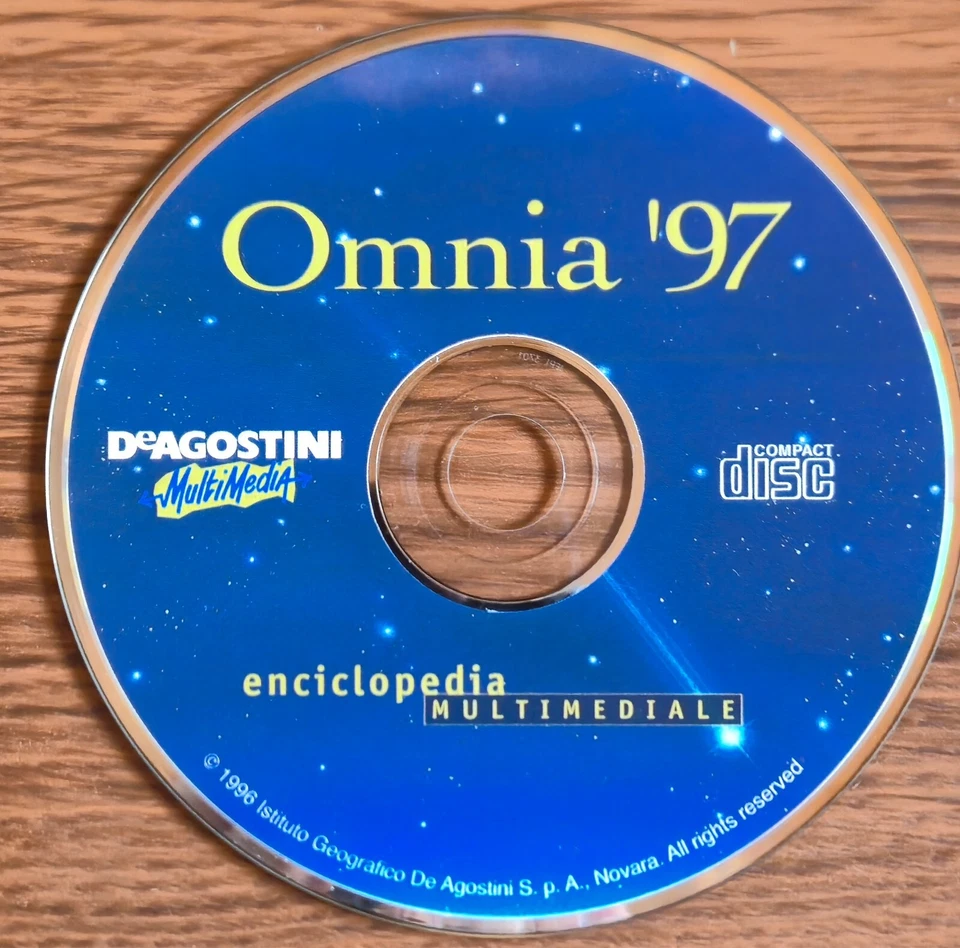 Omnia '97
DeAGOSTINI
MultiMediA
COMPACT
disc
enciclopedia
MULTIMEDIALE
© 1996 Istituto Geografico De Agostini S. p. A., Novara. All rights reserved